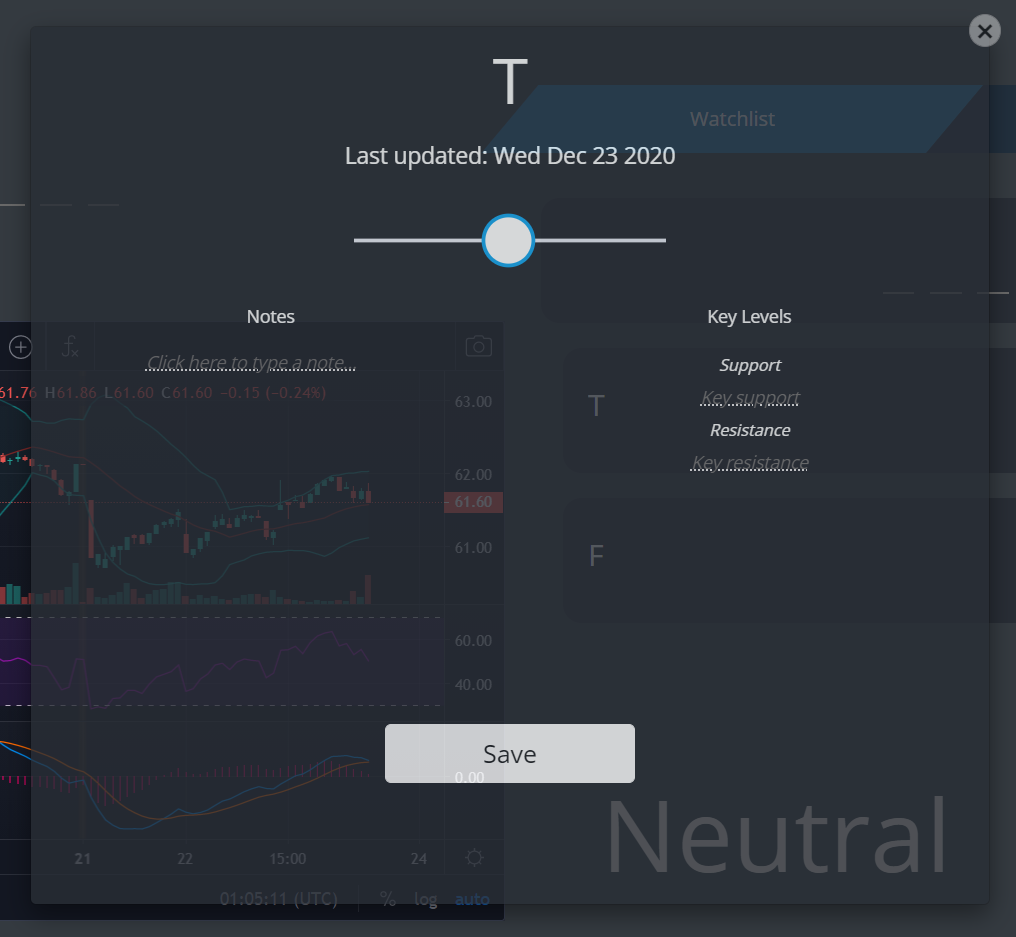 T
Watchlist
Last updated: Wed Dec 23 2020
Notes
Key Levels
Click here to type a note...
Support
Key support
Resistance
Key resistance
T
F
fx
61.76 H61.86 L61.60 C61.60 −0.15 (−0.24%)
63.00
62.00
61.60
61.00
60.00
40.00
Save
0.00
Neutral
21 22 15:00 24
01:05:11 (UTC) % log auto